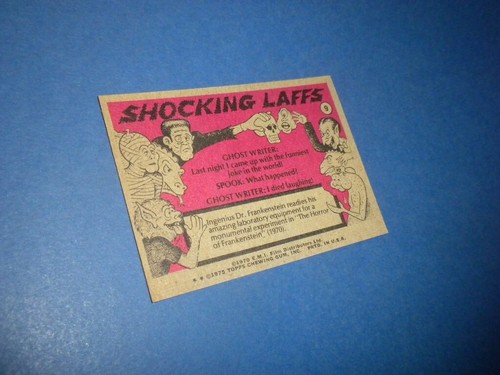 SHOCKING LAFFS
9
GHOST WRITER:
Last night I came up with the funniest
joke in the world!
SPOOK: What happened?
GHOST WRITER: I died laughing!
Ingenius Dr. Frankenstein readies his
amazing laboratory equipment for a
monumental experiment in "The Horror
of Frankenstein" (1970).
©1970 E.M.I. Film Distributors Ltd.
★ ★ ©1975 TOPPS CHEWING GUM, INC. PRTD. IN U.S.A.